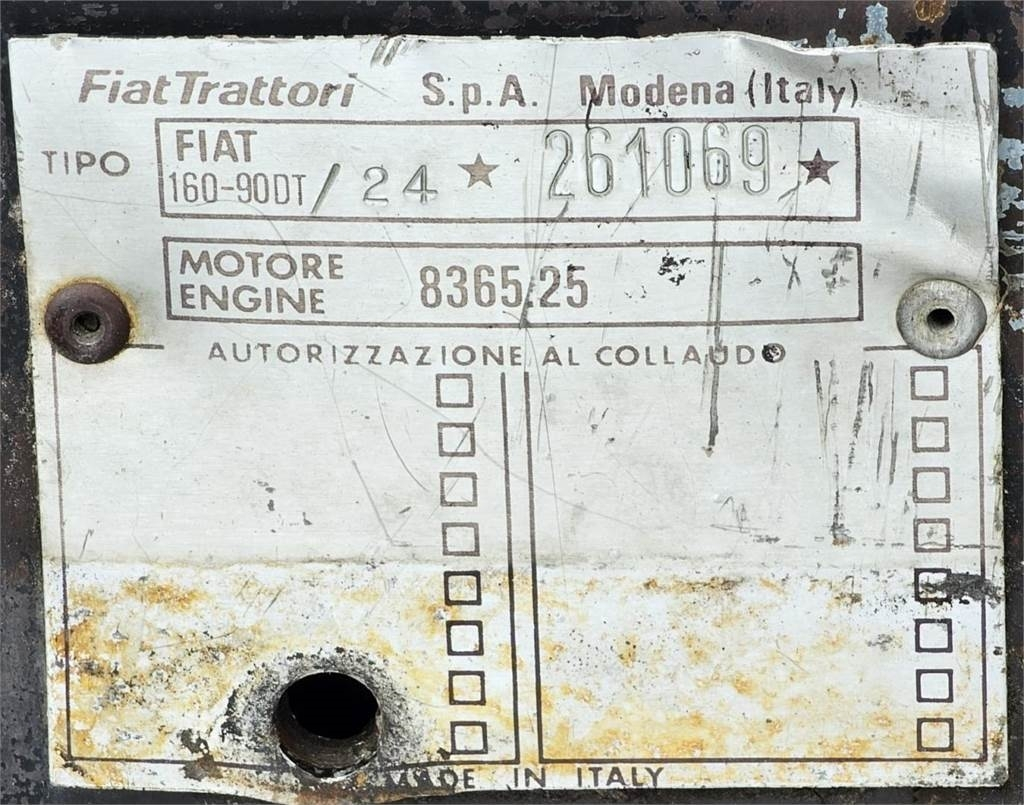 FiatTrattori S.p.A. Modena (Italy)
TIPO FIAT
160-90DT / 24 ★ 261069 ★
MOTORE
ENGINE 8365.25
AUTORIZZAZIONE AL COLLAUDO
MADE IN ITALY